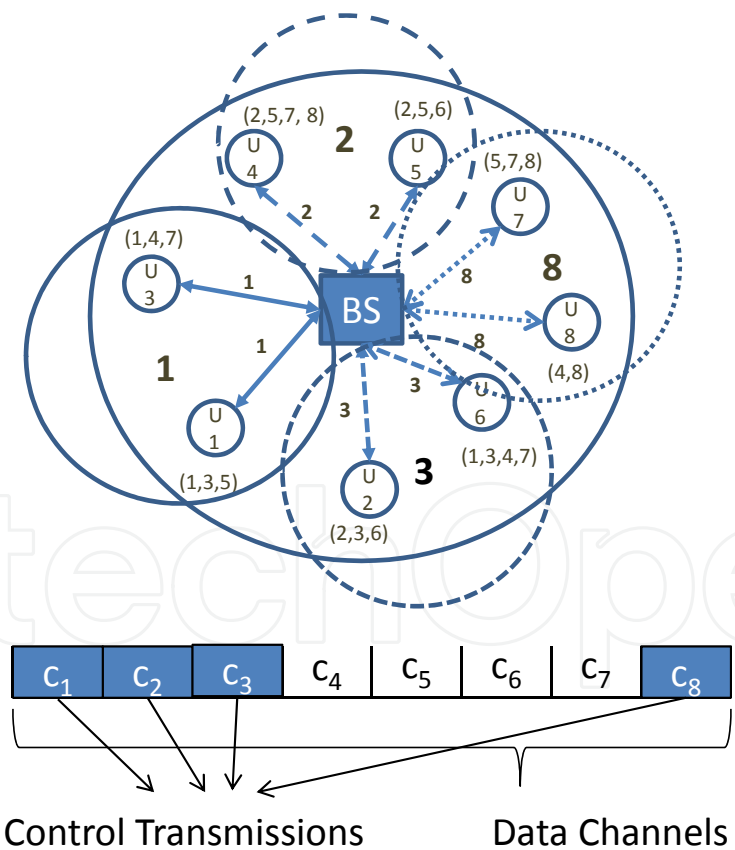 (2,5,7, 8)
(2,5,6)
2
U
4
U
5
(5,7,8)
U
7
2
2
(1,4,7)
U
3
1
8
8
BS
U
8
1
8
1
(4,8)
3
3
U
6
U
1
(1,3,4,7)
3
(1,3,5)
U
2
(2,3,6)
techOpe
c1 c2 c3 c4 c5 c6 c7 c8
Control Transmissions
Data Channels